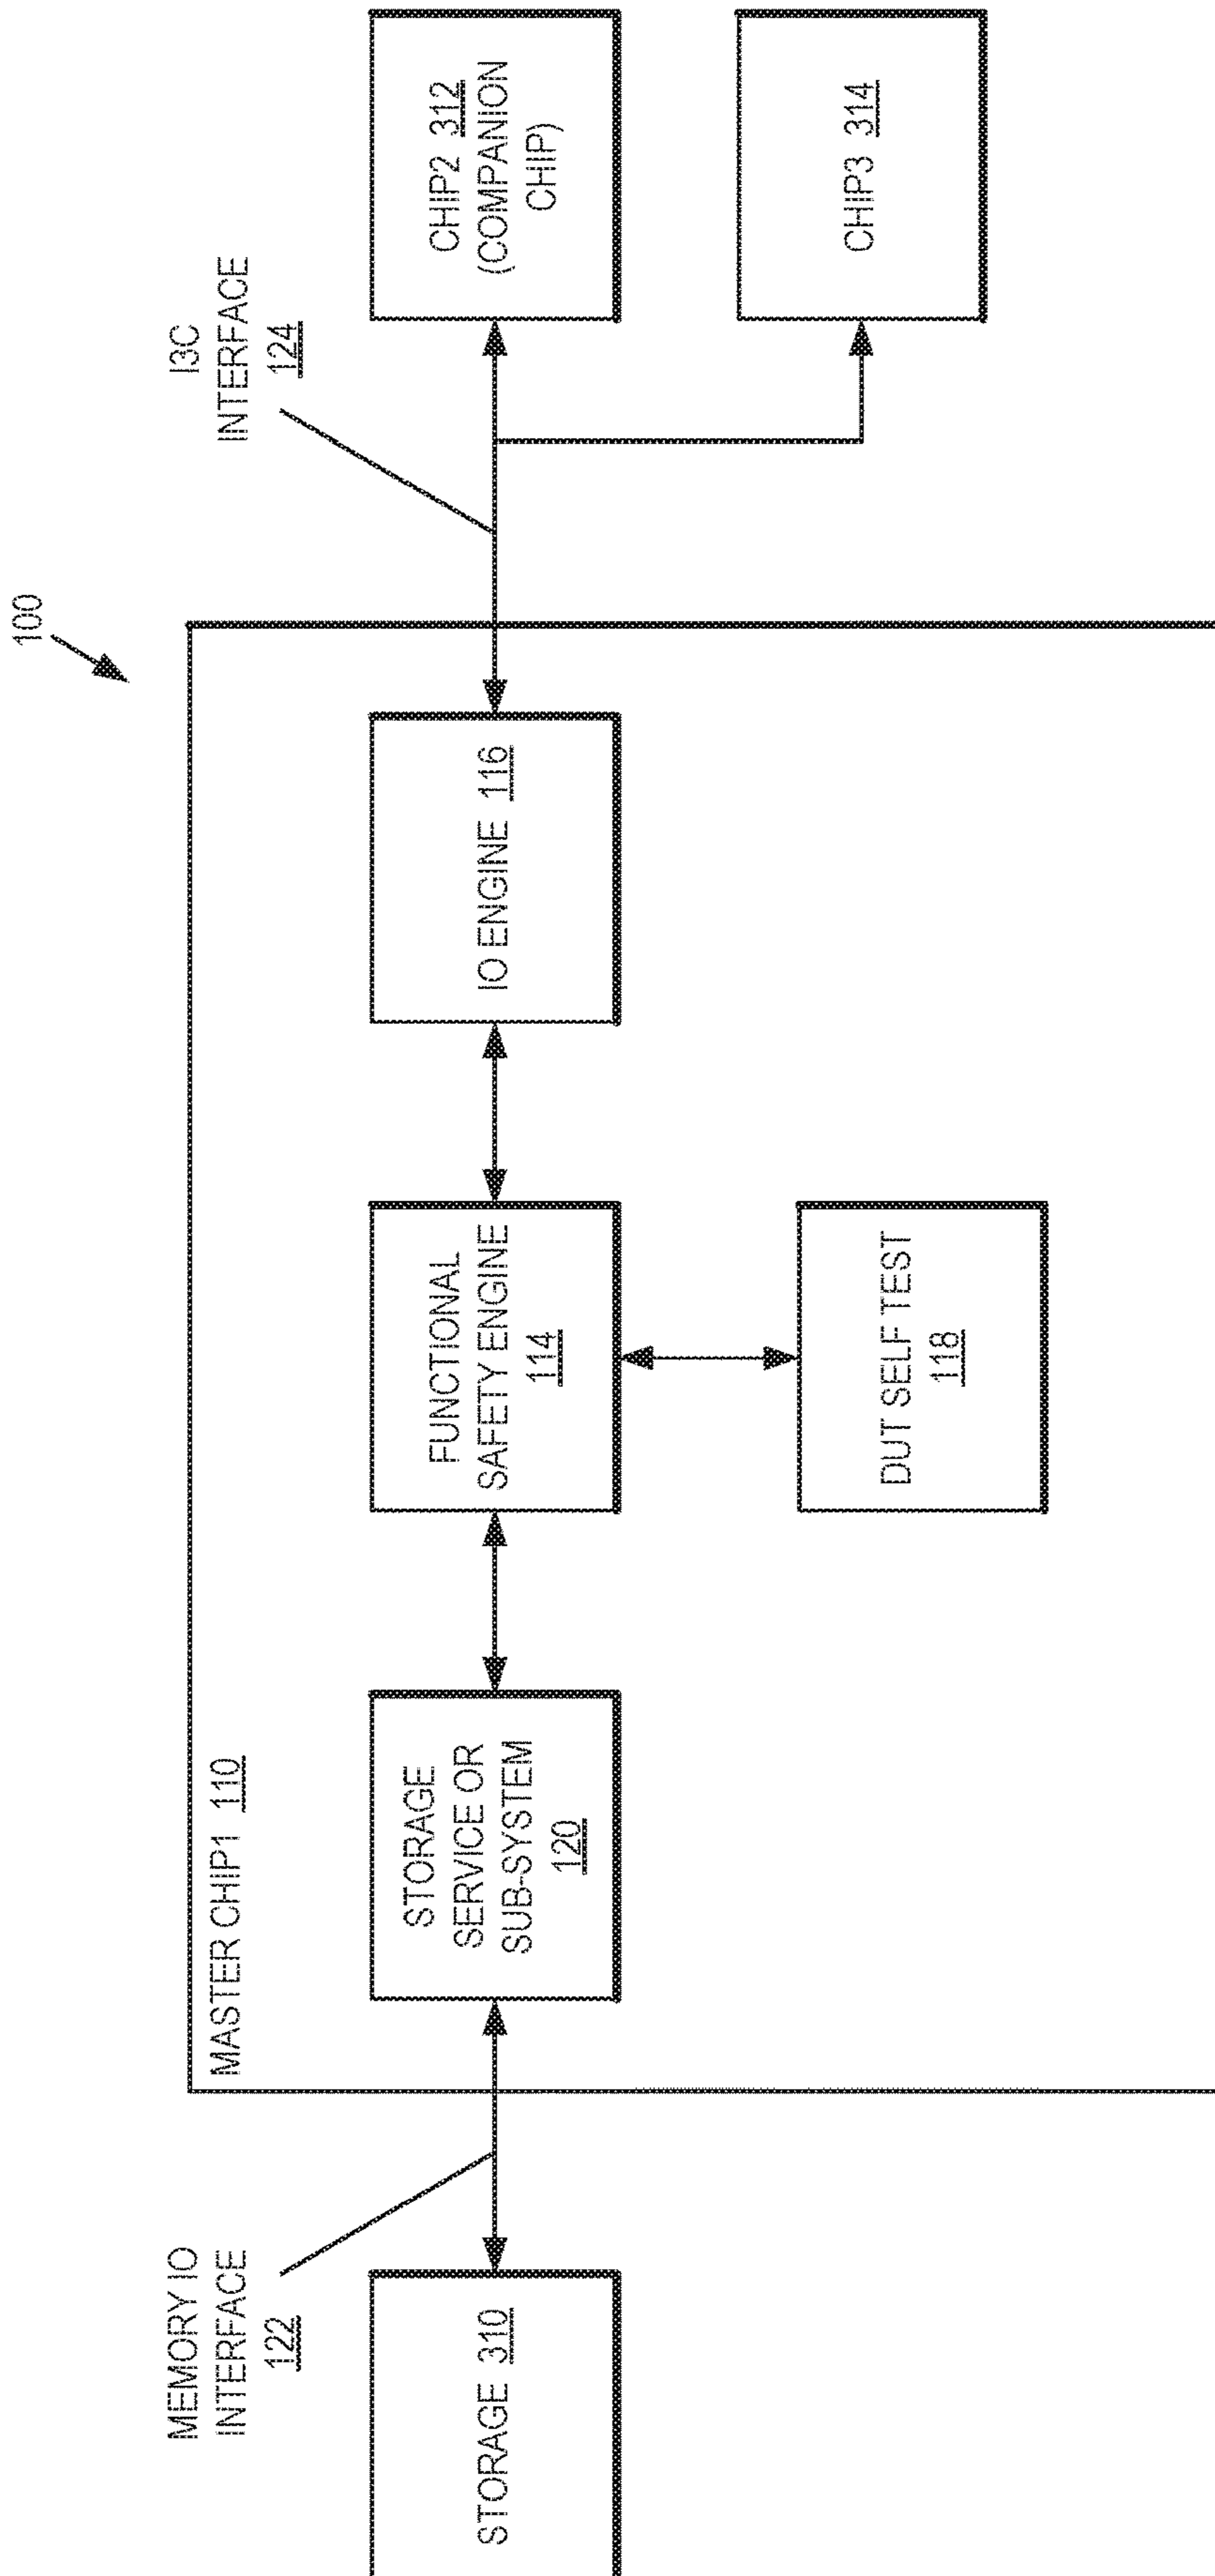 100
MEMORY IO
INTERFACE
122
I3C
INTERFACE
124
MASTER CHIP1 110
STORAGE 310
STORAGE
SERVICE OR
SUB-SYSTEM
120
FUNCTIONAL
SAFETY ENGINE
114
IO ENGINE 116
CHIP2 312
(COMPANION
CHIP)
DUT SELF TEST
118
CHIP3 314